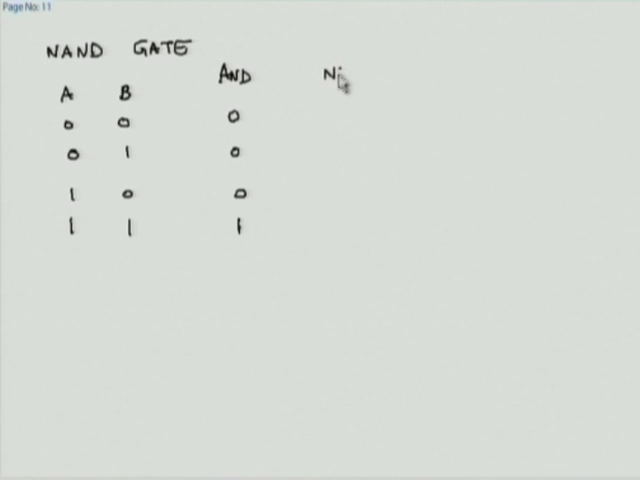 Page No: 11
NAND GATE
A B AND N
0 0 0
0 1 0
1 0 0
1 1 1